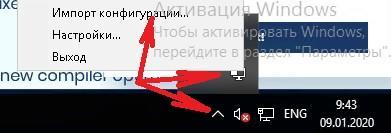 Импорт конфигурации...
Настройки...
Выход
Активация Windows
Чтобы активировать Windows,
перейдите в раздел "Параметры".
new compiler
ENG
9:43
09.01.2020